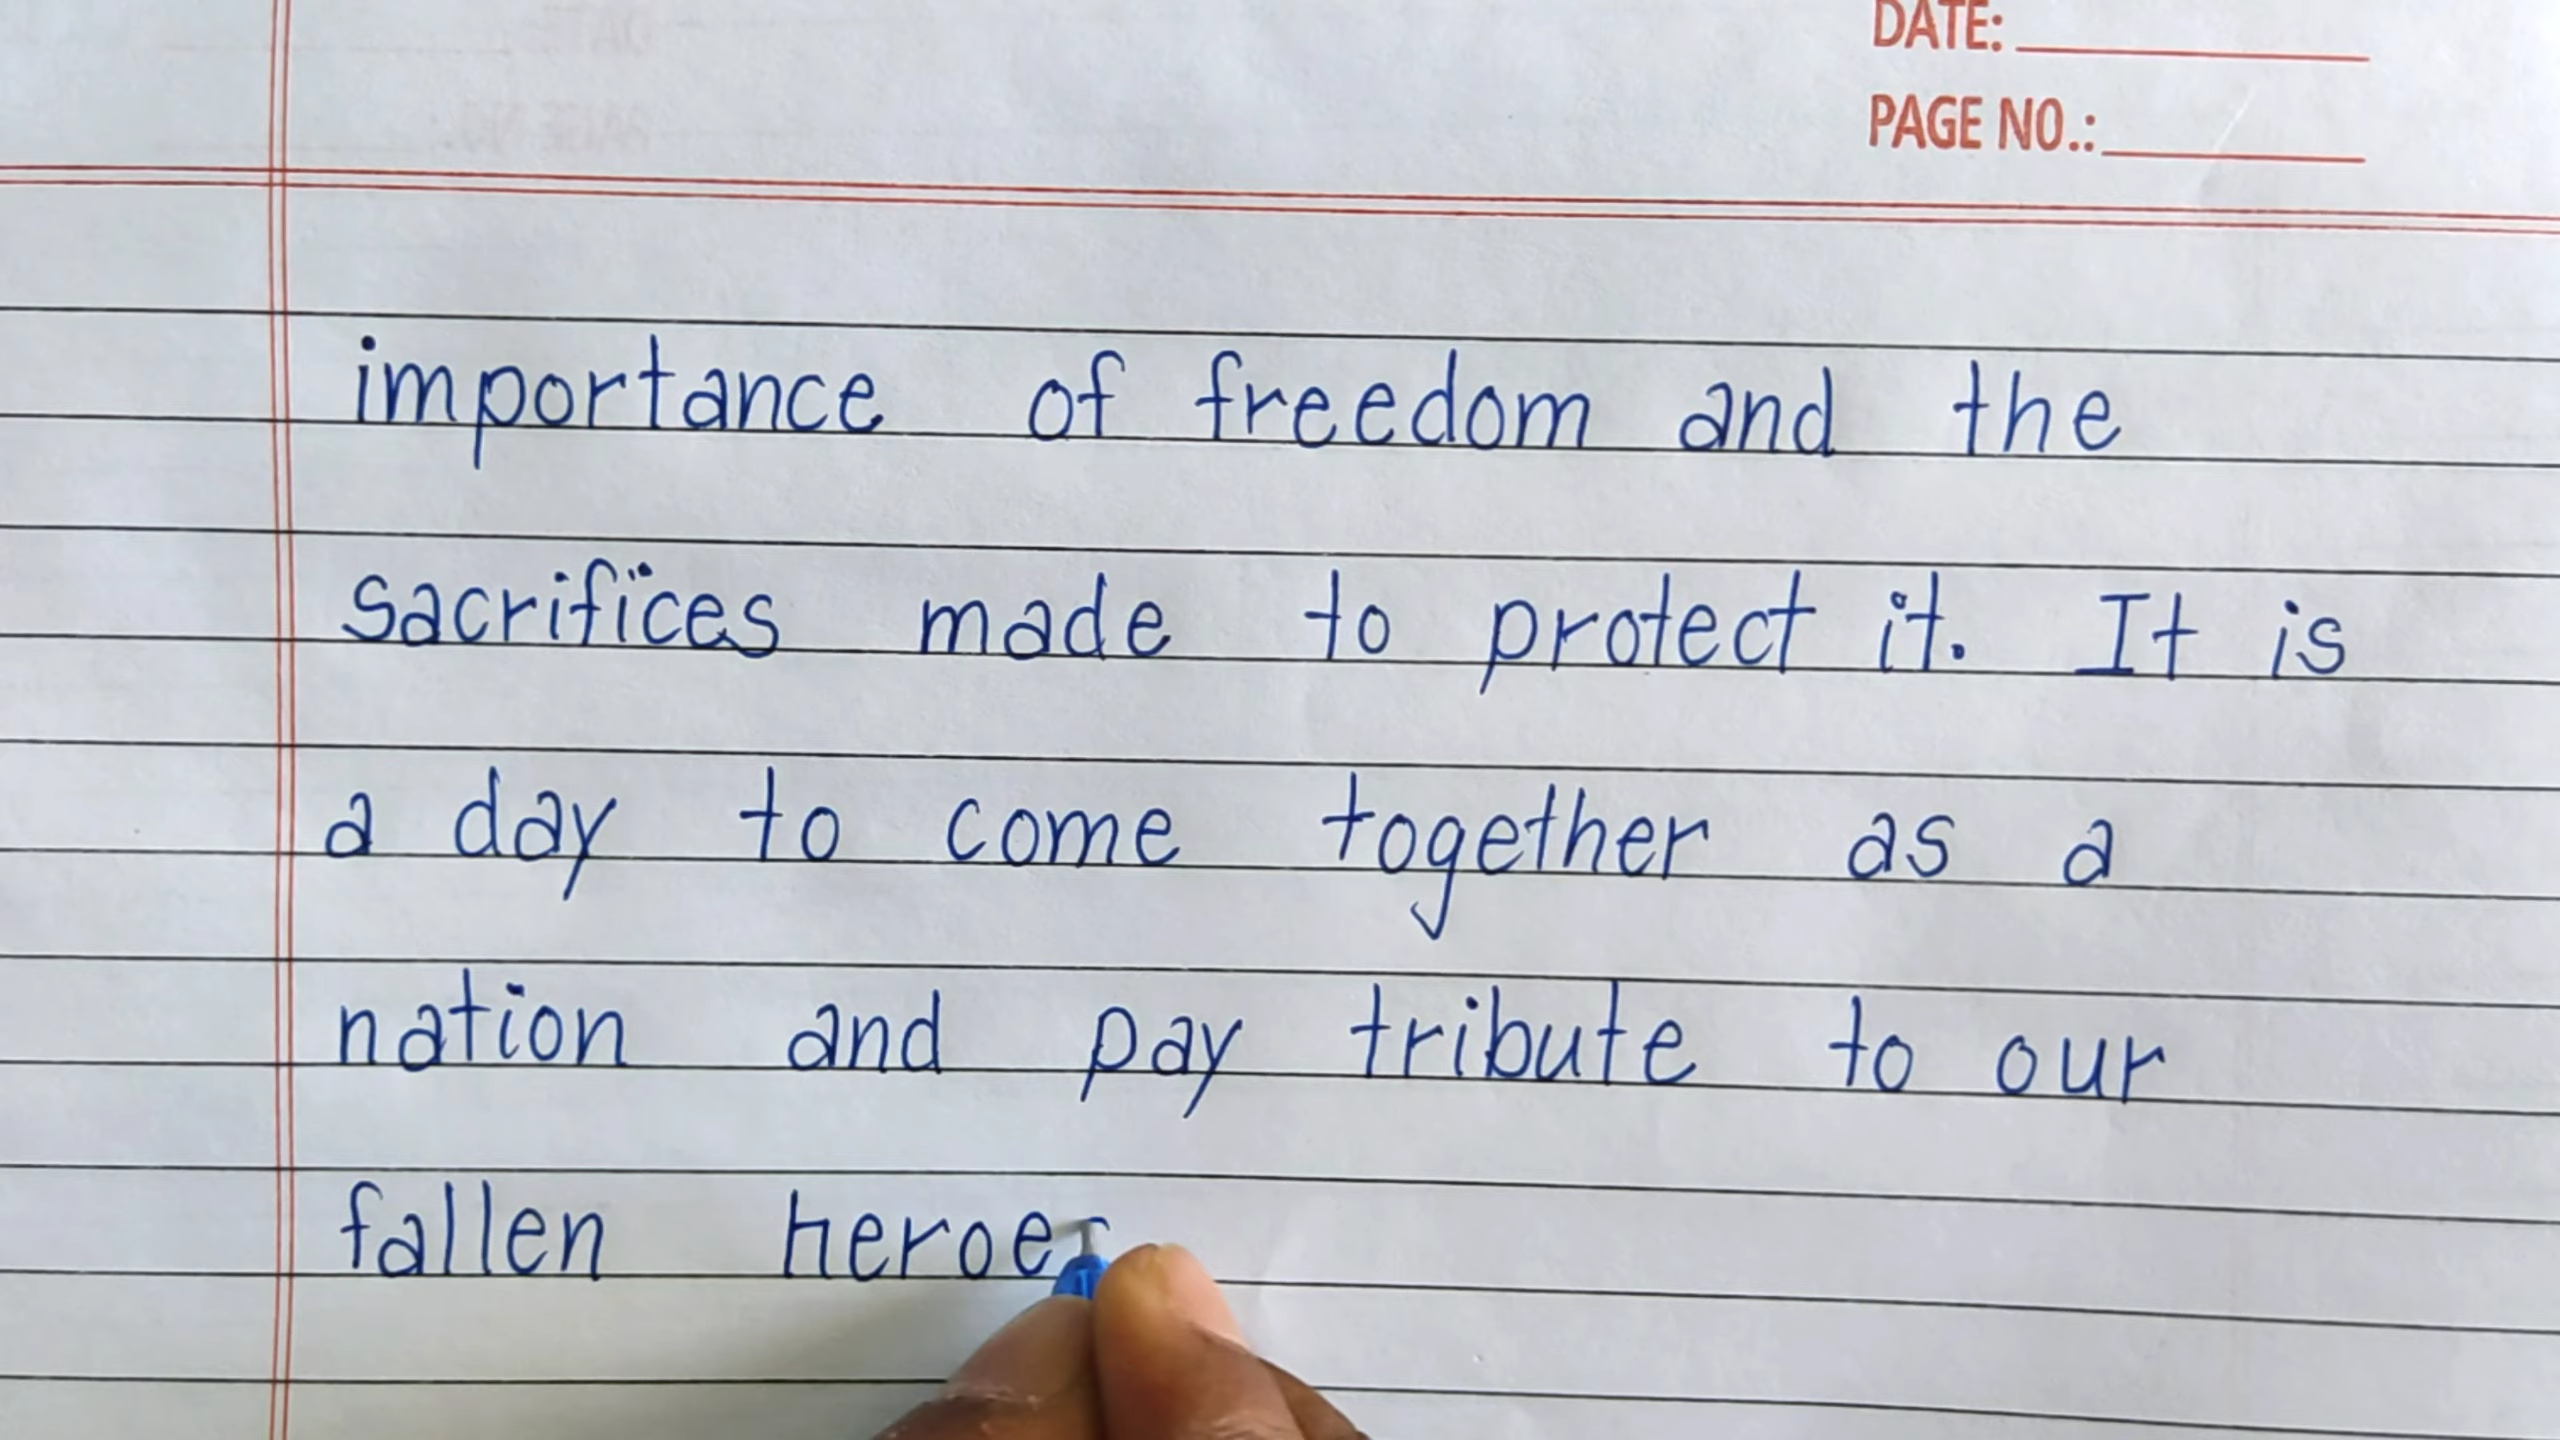 DATE:
PAGE NO.:
importance of freedom and the
sacrifices made to protect it. It is
a day to come together as a
nation and pay tribute to our
fallen heroes